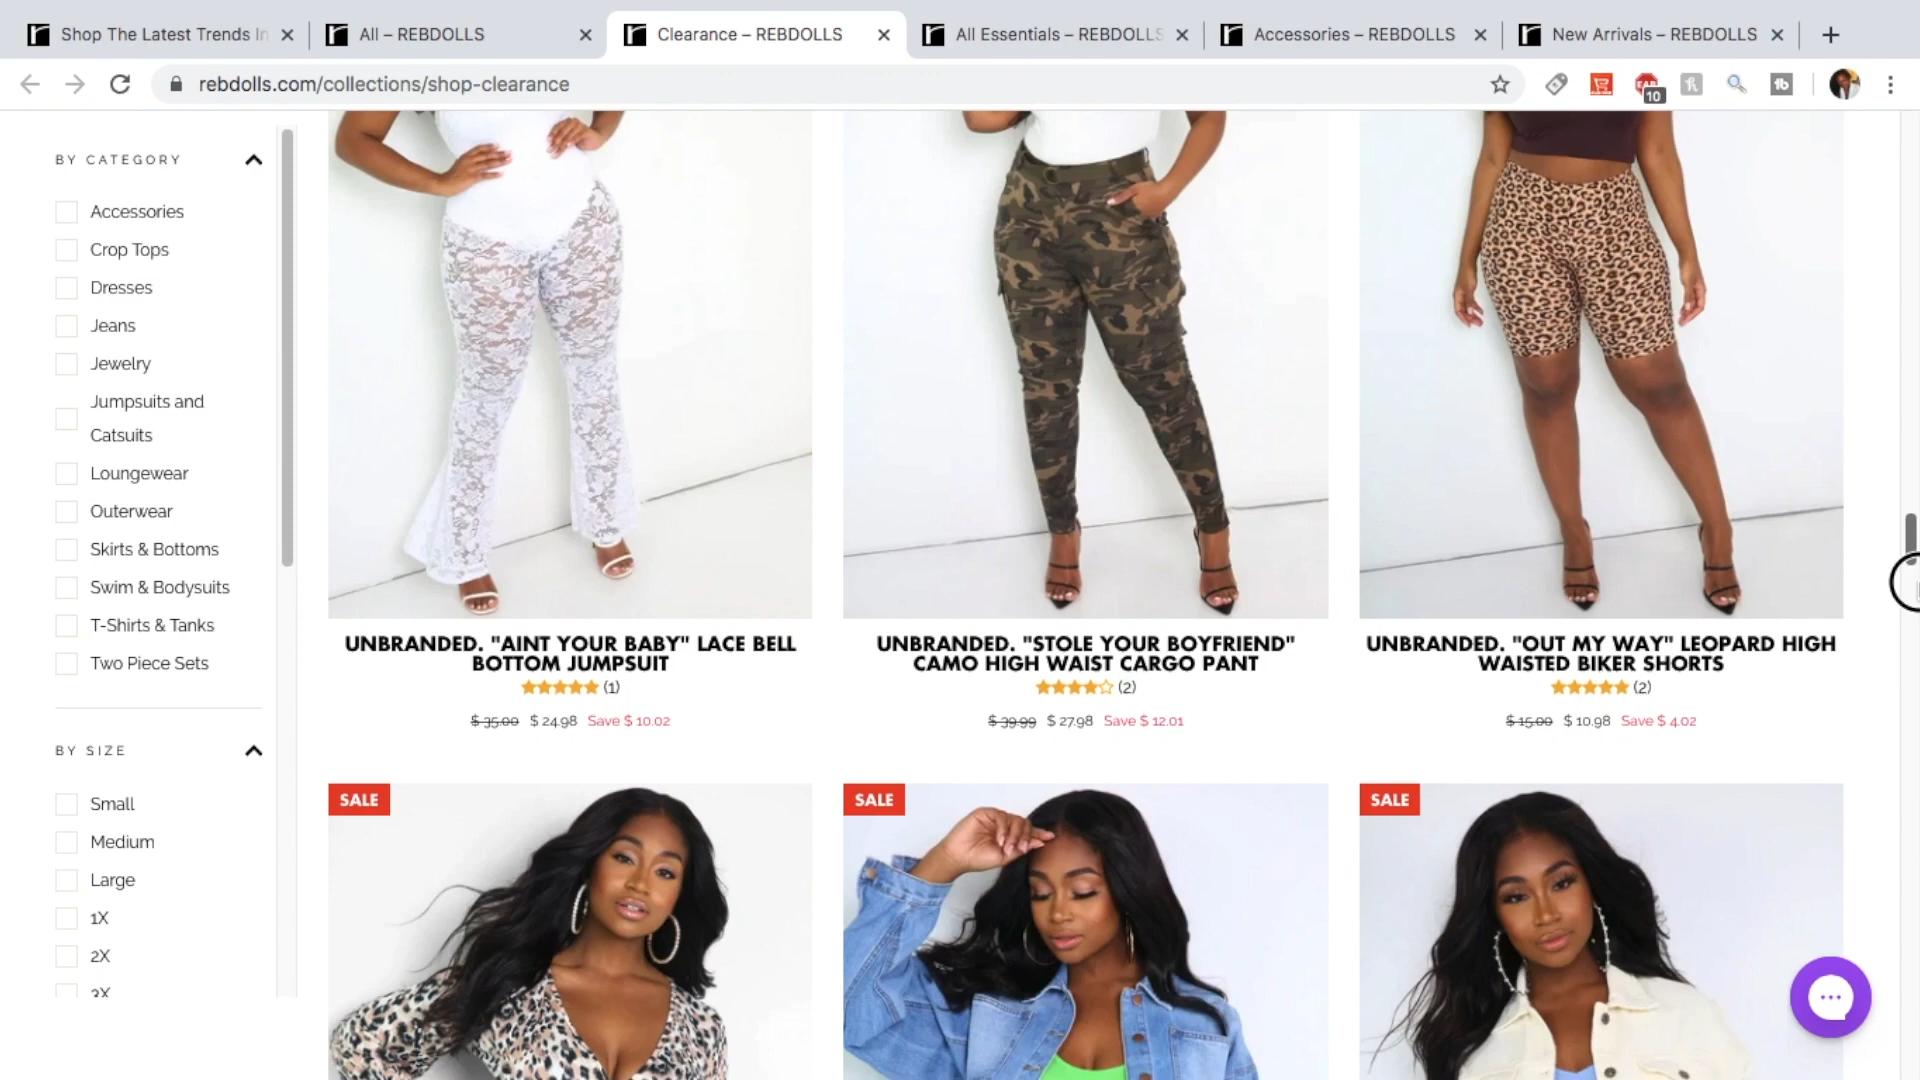 Shop The Latest Trends In
All – REBDOLLS
Clearance – REBDOLLS
All Essentials – REBDOLLS
Accessories – REBDOLLS
New Arrivals – REBDOLLS
rebdolls.com/collections/shop-clearance
10
BY CATEGORY
Accessories
Crop Tops
Dresses
Jeans
Jewelry
Jumpsuits and
Catsuits
Loungewear
Outerwear
Skirts & Bottoms
Swim & Bodysuits
T-Shirts & Tanks
Two Piece Sets
BY SIZE
Small
Medium
Large
1X
2X
3X
UNBRANDED. "AINT YOUR BABY" LACE BELL
BOTTOM JUMPSUIT
(1)
$ 35.00 $ 24.98 Save $ 10.02
UNBRANDED. "STOLE YOUR BOYFRIEND"
CAMO HIGH WAIST CARGO PANT
(2)
$ 39.99 $ 27.98 Save $ 12.01
UNBRANDED. "OUT MY WAY" LEOPARD HIGH
WAISTED BIKER SHORTS
(2)
$ 15.00 $ 10.98 Save $ 4.02
SALE
SALE
SALE